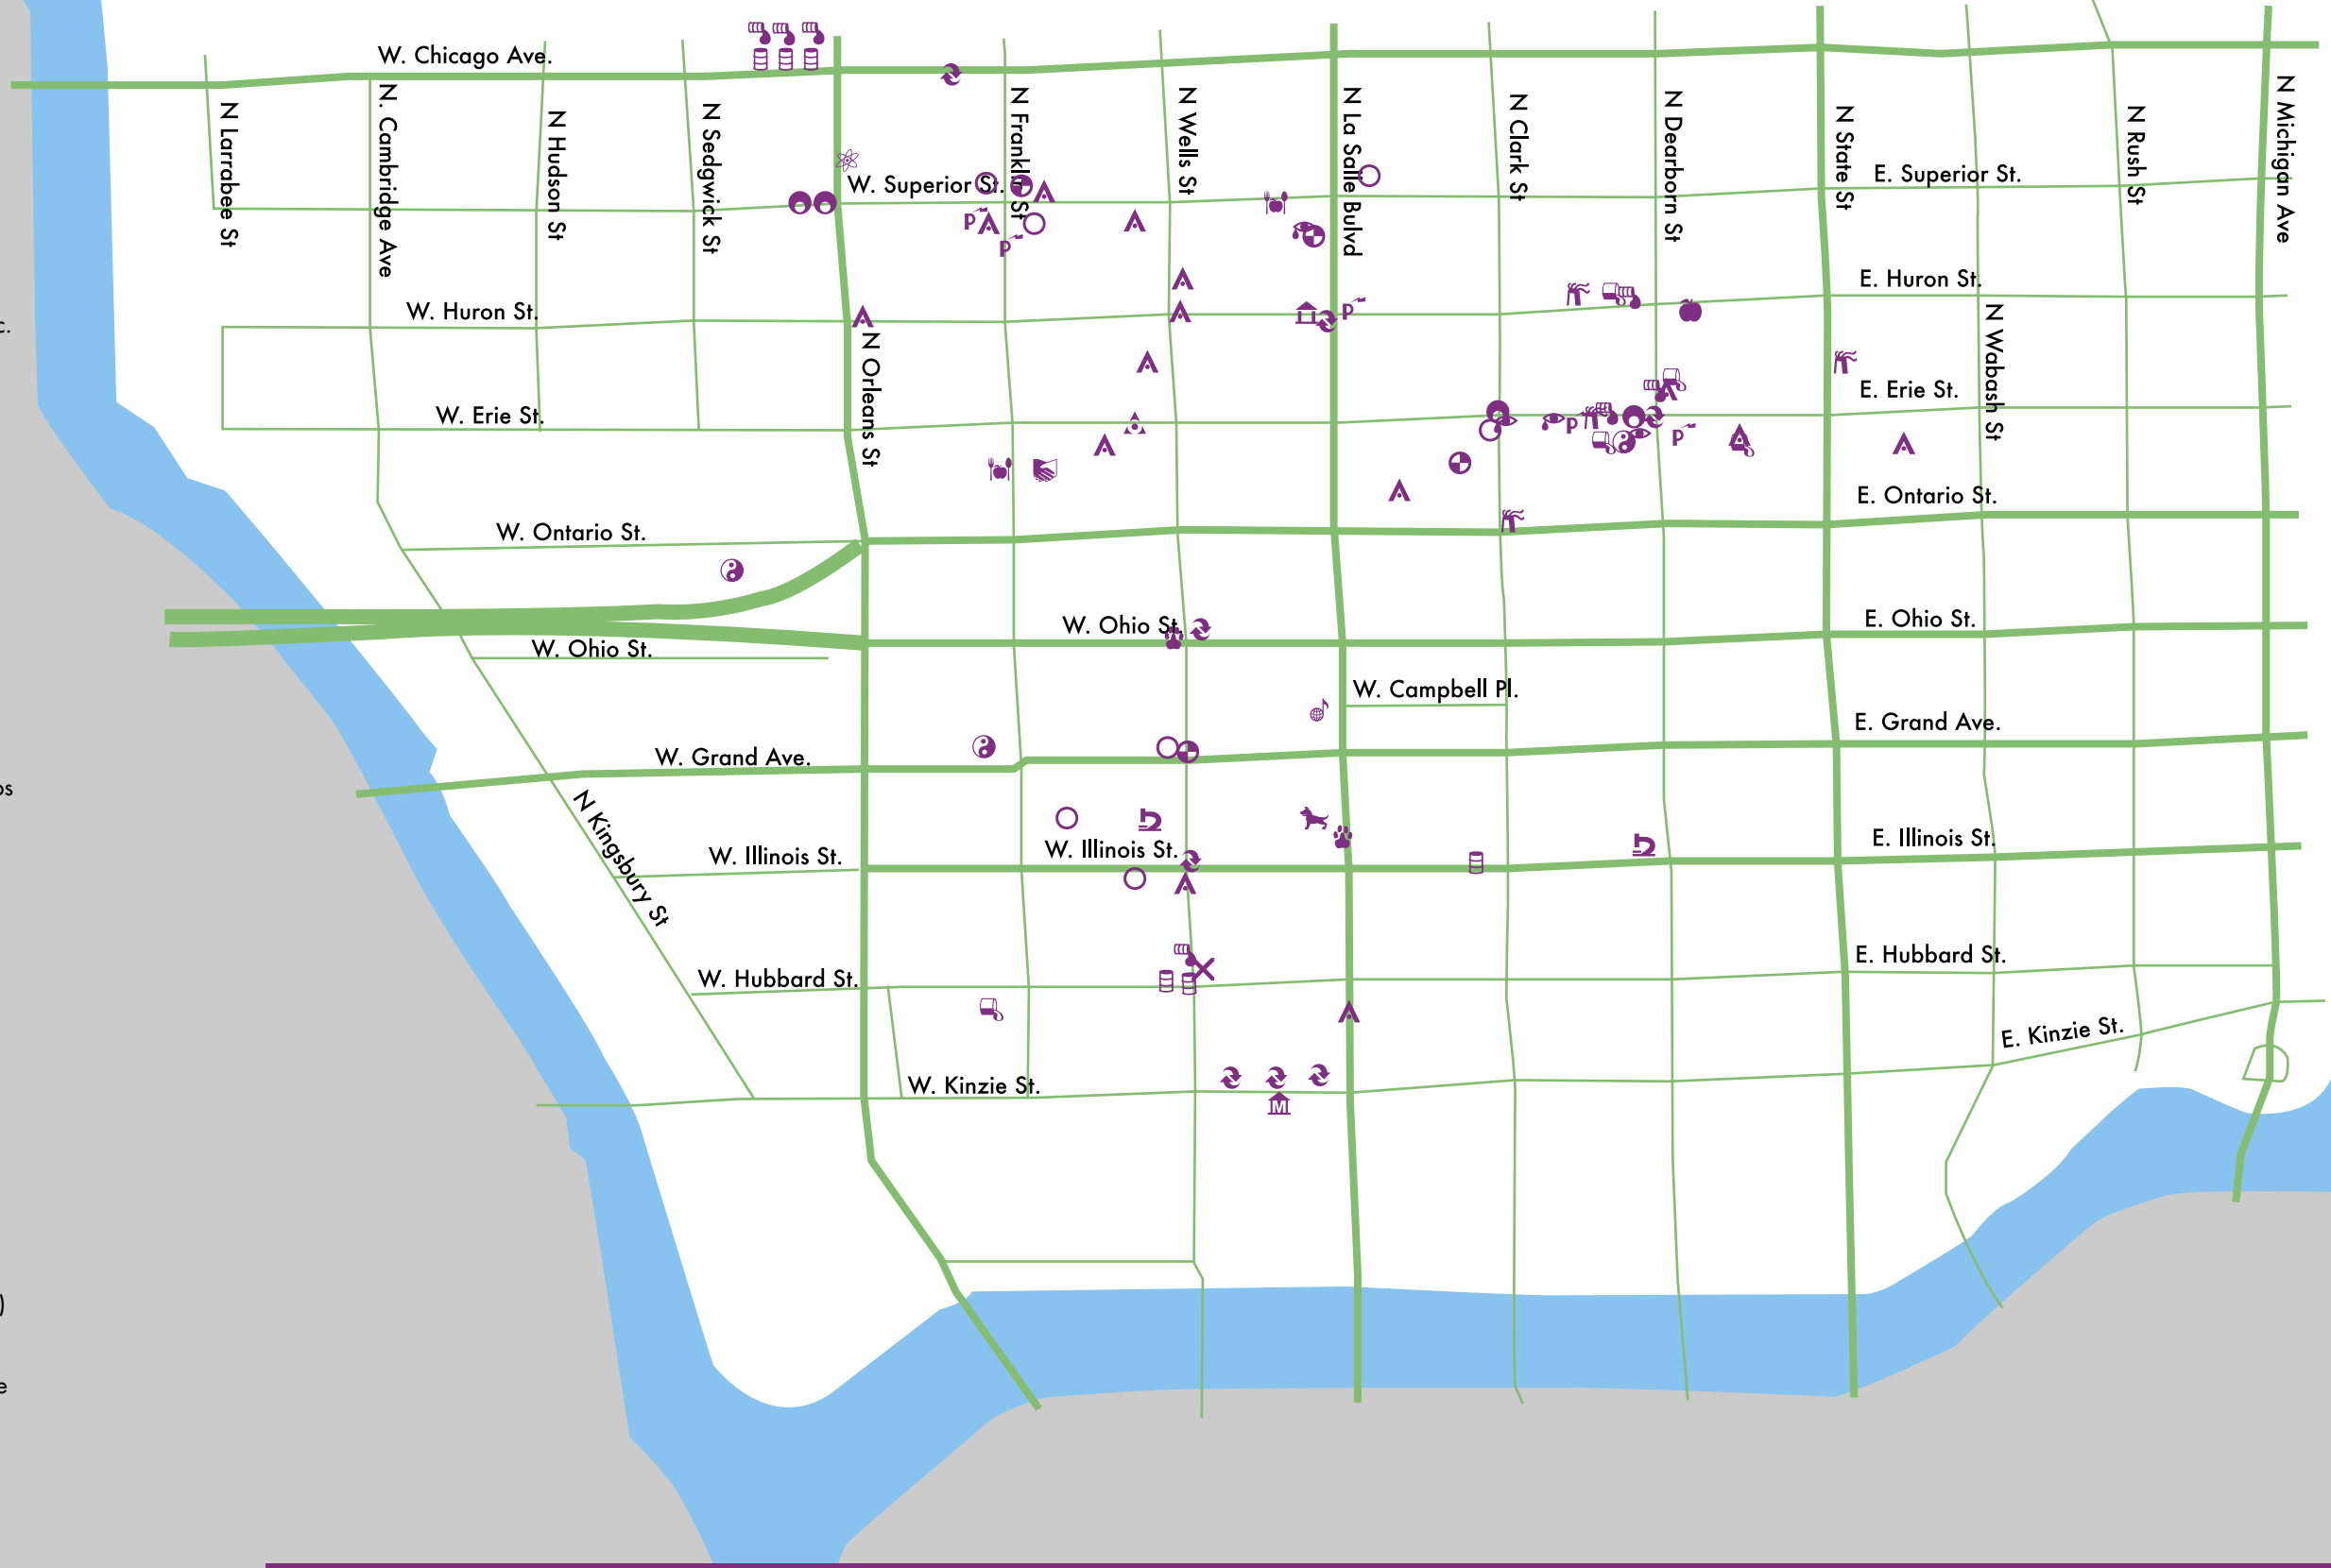 W. Chicago Ave.
N Larrabee St
N. Cambridge Ave
N Hudson St
N Sedgwick St
N Franklin St
N Wells St
N La Salle Bulvd
N Clark St
N Dearborn St
N State St
N Rush St
N Michigan Ave
W. Superior St.
E. Superior St.
P
P
E. Huron St.
W. Huron St.
P
c.
N Orleans St
N Wabash St
E. Erie St.
W. Erie St.
P
P
E. Ontario St.
W. Ontario St.
E. Ohio St.
W. Ohio St.
W. Ohio St.
W. Campbell Pl.
E. Grand Ave.
W. Grand Ave.
os
N Kingsbury St
E. Illinois St.
W. Illinois St.
W. Illinois St.
E. Hubbard St.
W. Hubbard St.
E. Kinzie St.
W. Kinzie St.
M
)
e